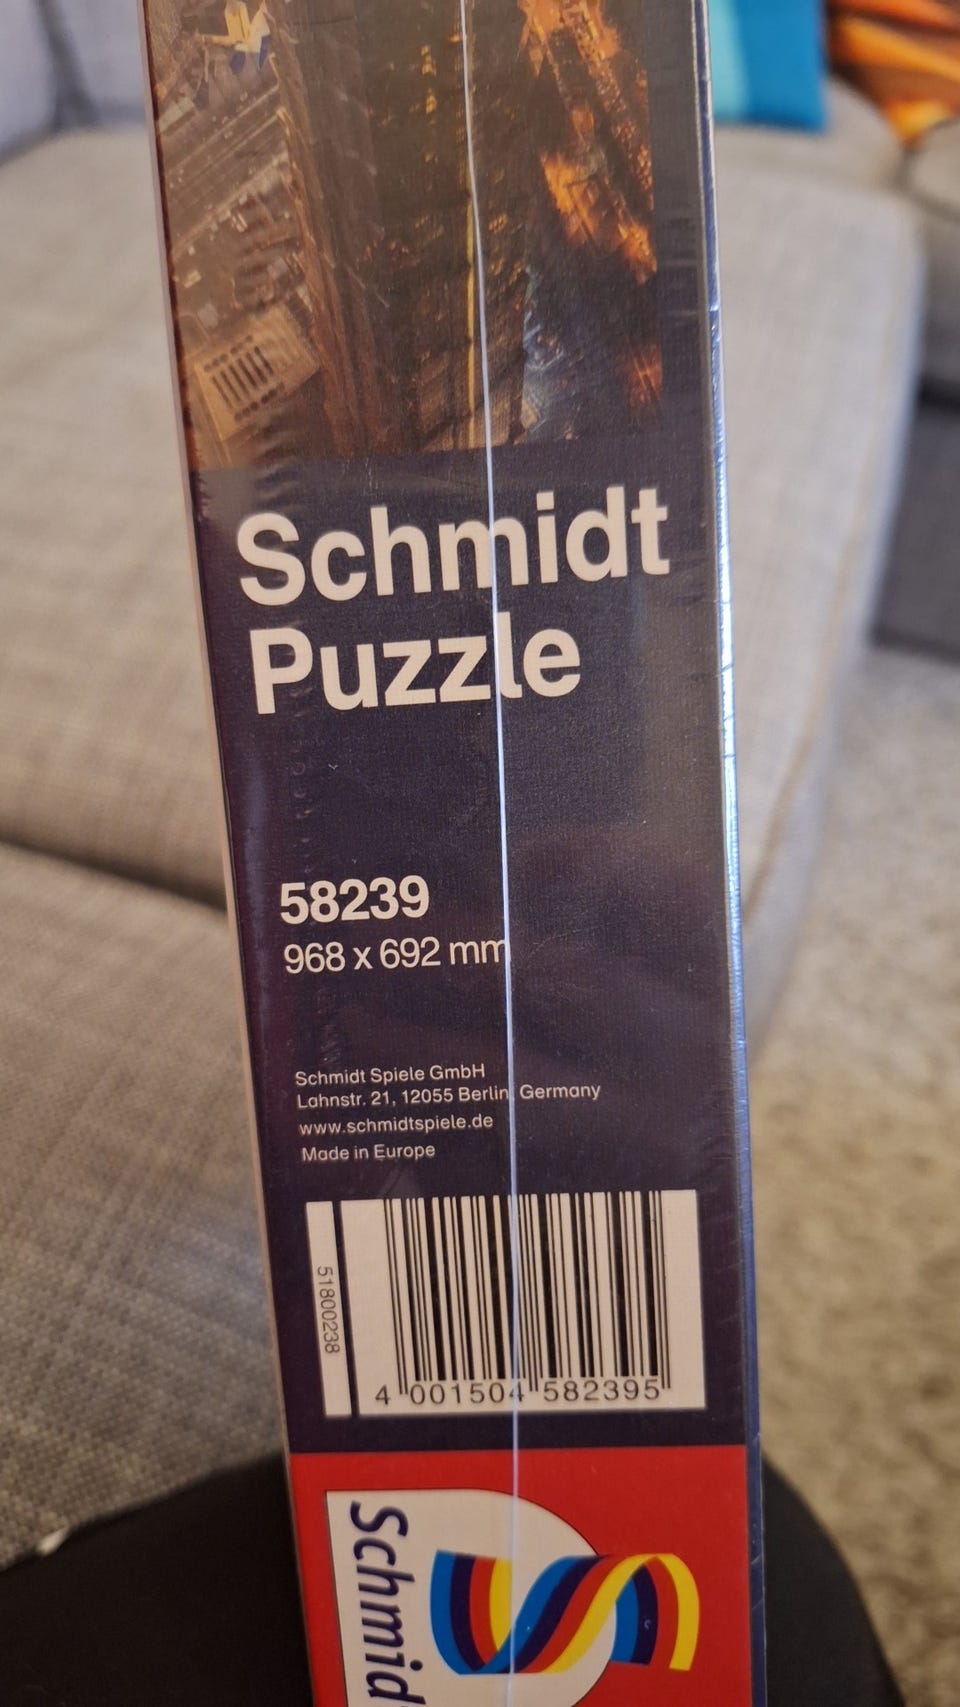 Schmidt
Puzzle
58239
968 x 692 mm
Schmidt Spiele GmbH
Lahnstr. 21, 12055 Berlin, Germany
www.schmidtspiele.de
Made in Europe
51800238
4 001504 582395
Schmid